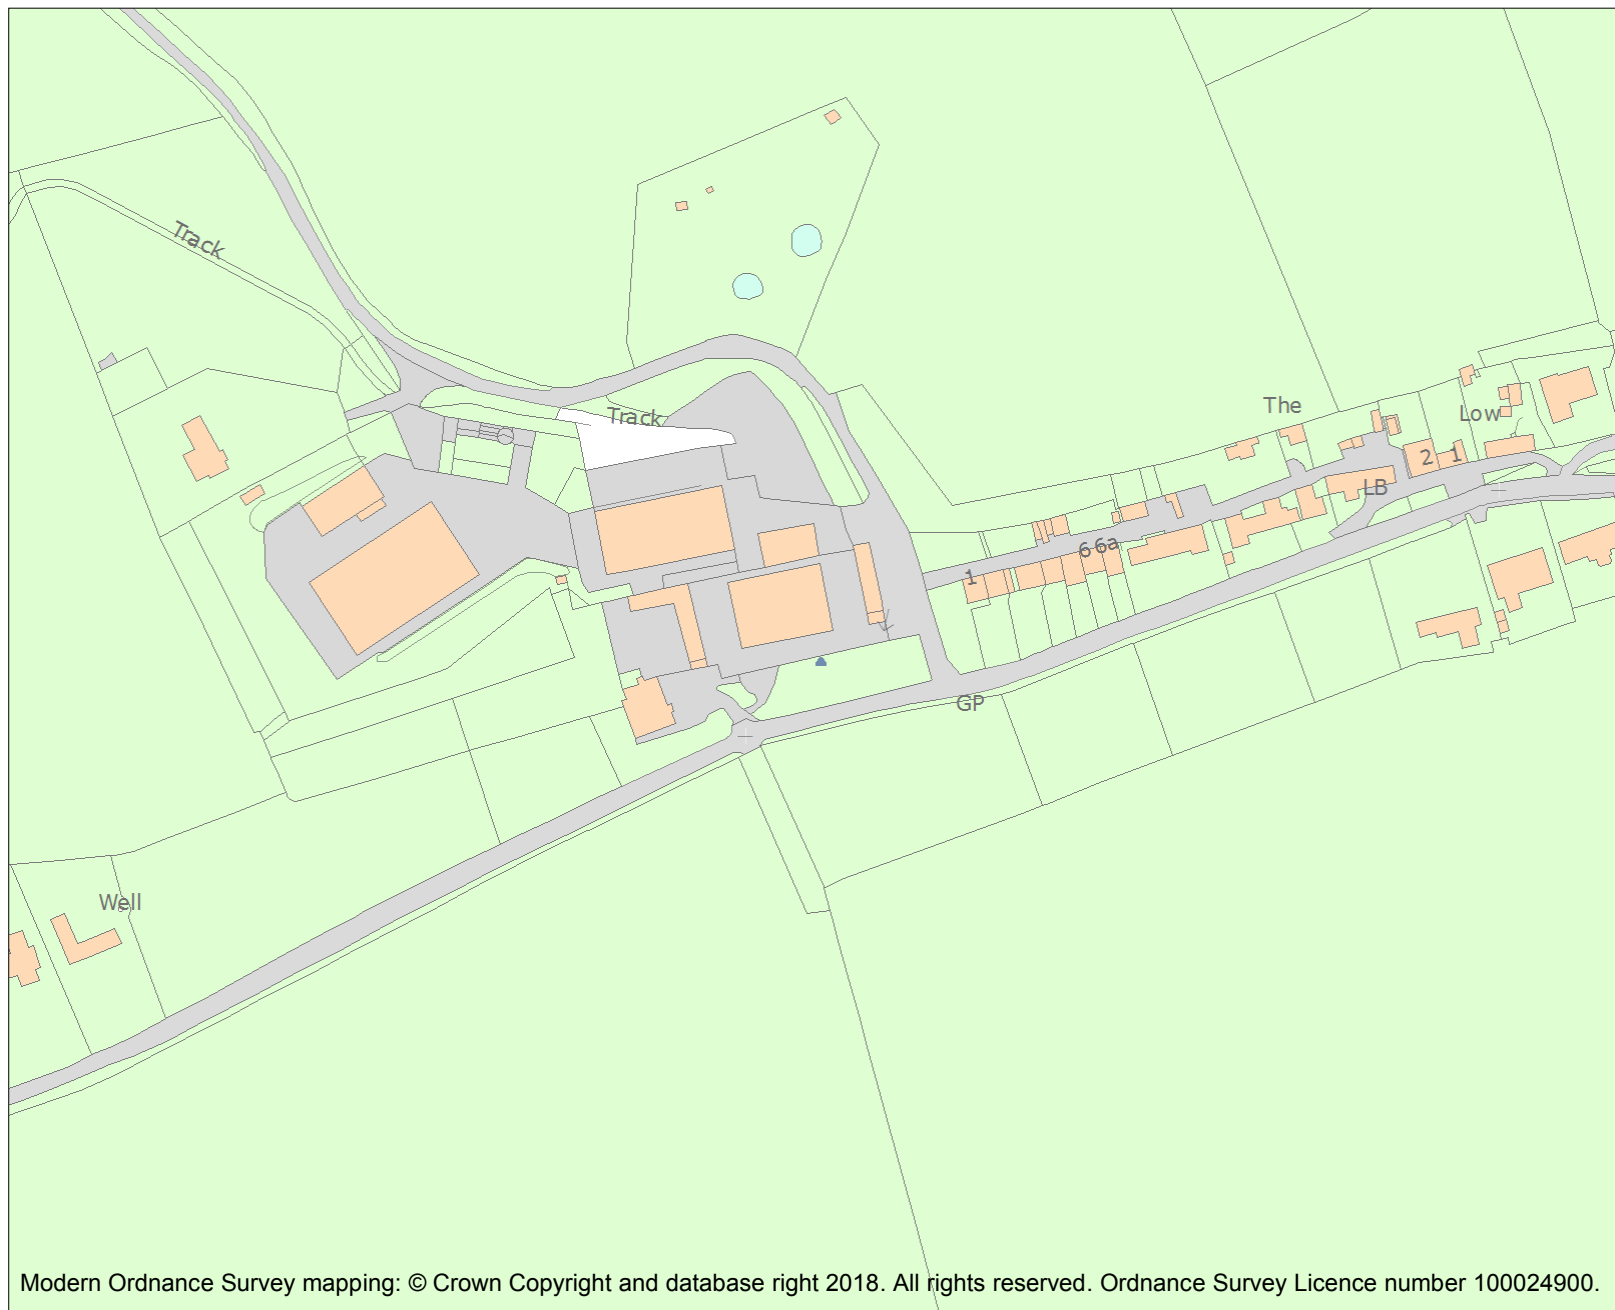 Track
Track
The
Low
2 1
LB
6 6a
1
GP
Well
Modern Ordnance Survey mapping: © Crown Copyright and database right 2018. All rights reserved. Ordnance Survey Licence number 100024900.